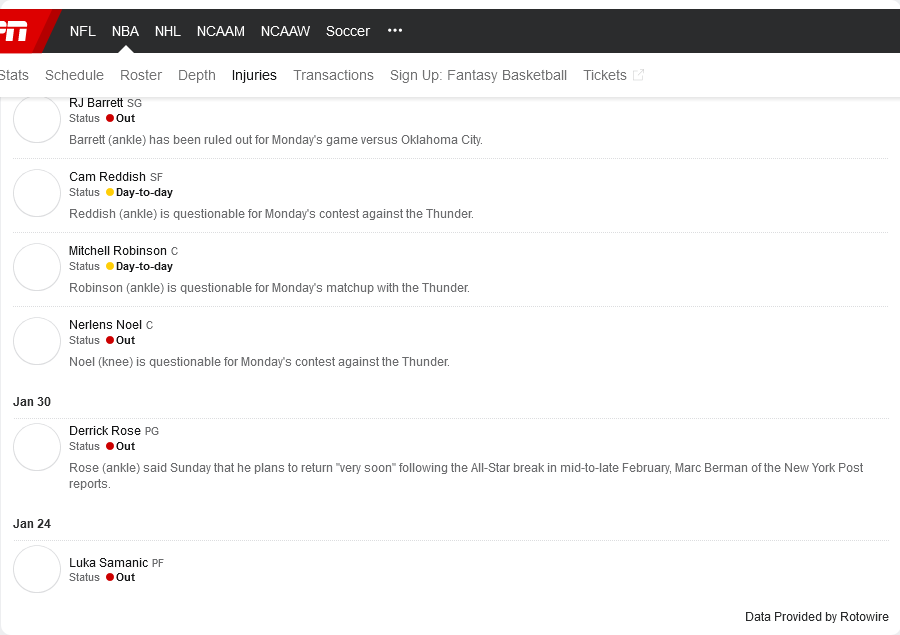 NFL NBA NHL NCAAM NCAAW Soccer •••
Stats Schedule Roster Depth Injuries Transactions Sign Up: Fantasy Basketball Tickets
RJ Barrett SG
Status Out
Barrett (ankle) has been ruled out for Monday's game versus Oklahoma City.
Cam Reddish SF
Status Day-to-day
Reddish (ankle) is questionable for Monday's contest against the Thunder.
Mitchell Robinson C
Status Day-to-day
Robinson (ankle) is questionable for Monday's matchup with the Thunder.
Nerlens Noel C
Status Out
Noel (knee) is questionable for Monday's contest against the Thunder.
Jan 30
Derrick Rose PG
Status Out
Rose (ankle) said Sunday that he plans to return "very soon" following the All-Star break in mid-to-late February, Marc Berman of the New York Post
reports.
Jan 24
Luka Samanic PF
Status Out
Data Provided by Rotowire